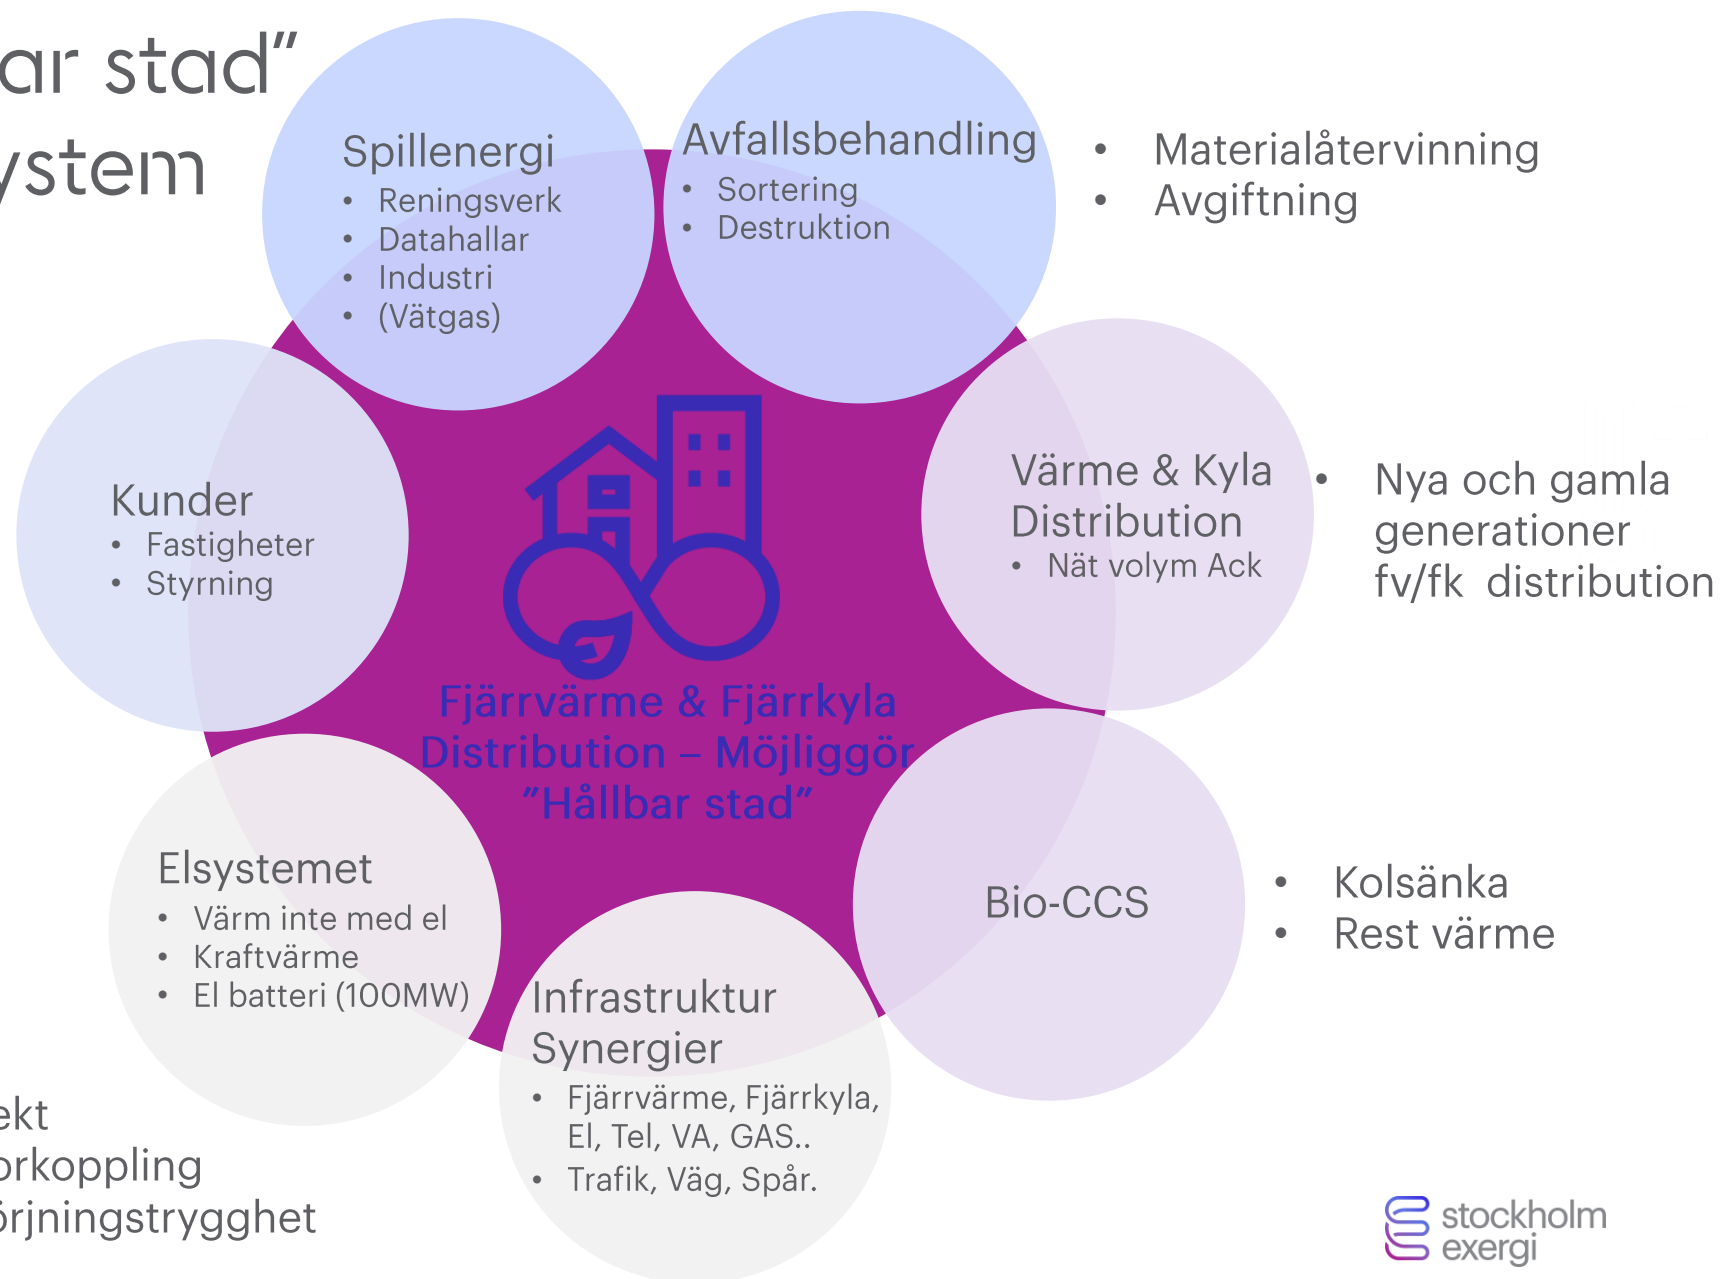 ar stad”
ystem
Spillenergi
• Reningsverk
• Datahallar
• Industri
• (Vätgas)
Avfallsbehandling
• Sortering
• Destruktion
• Materialåtervinning
• Avgiftning
Kunder
• Fastigheter
• Styrning
Värme & Kyla
Distribution
• Nät volym Ack
• Nya och gamla
generationer
fv/fk distribution
Fjärrvärme & Fjärrkyla
Distribution – Möjliggör
”Hållbar stad”
Elsystemet
• Värm inte med el
• Kraftvärme
• El batteri (100MW)
Bio-CCS
• Kolsänka
• Rest värme
Infrastruktur
Synergier
• Fjärrvärme, Fjärrkyla,
El, Tel, VA, GAS..
• Trafik, Väg, Spår.
ekt
orkoppling
örjningstrygghet
stockholm
exergi